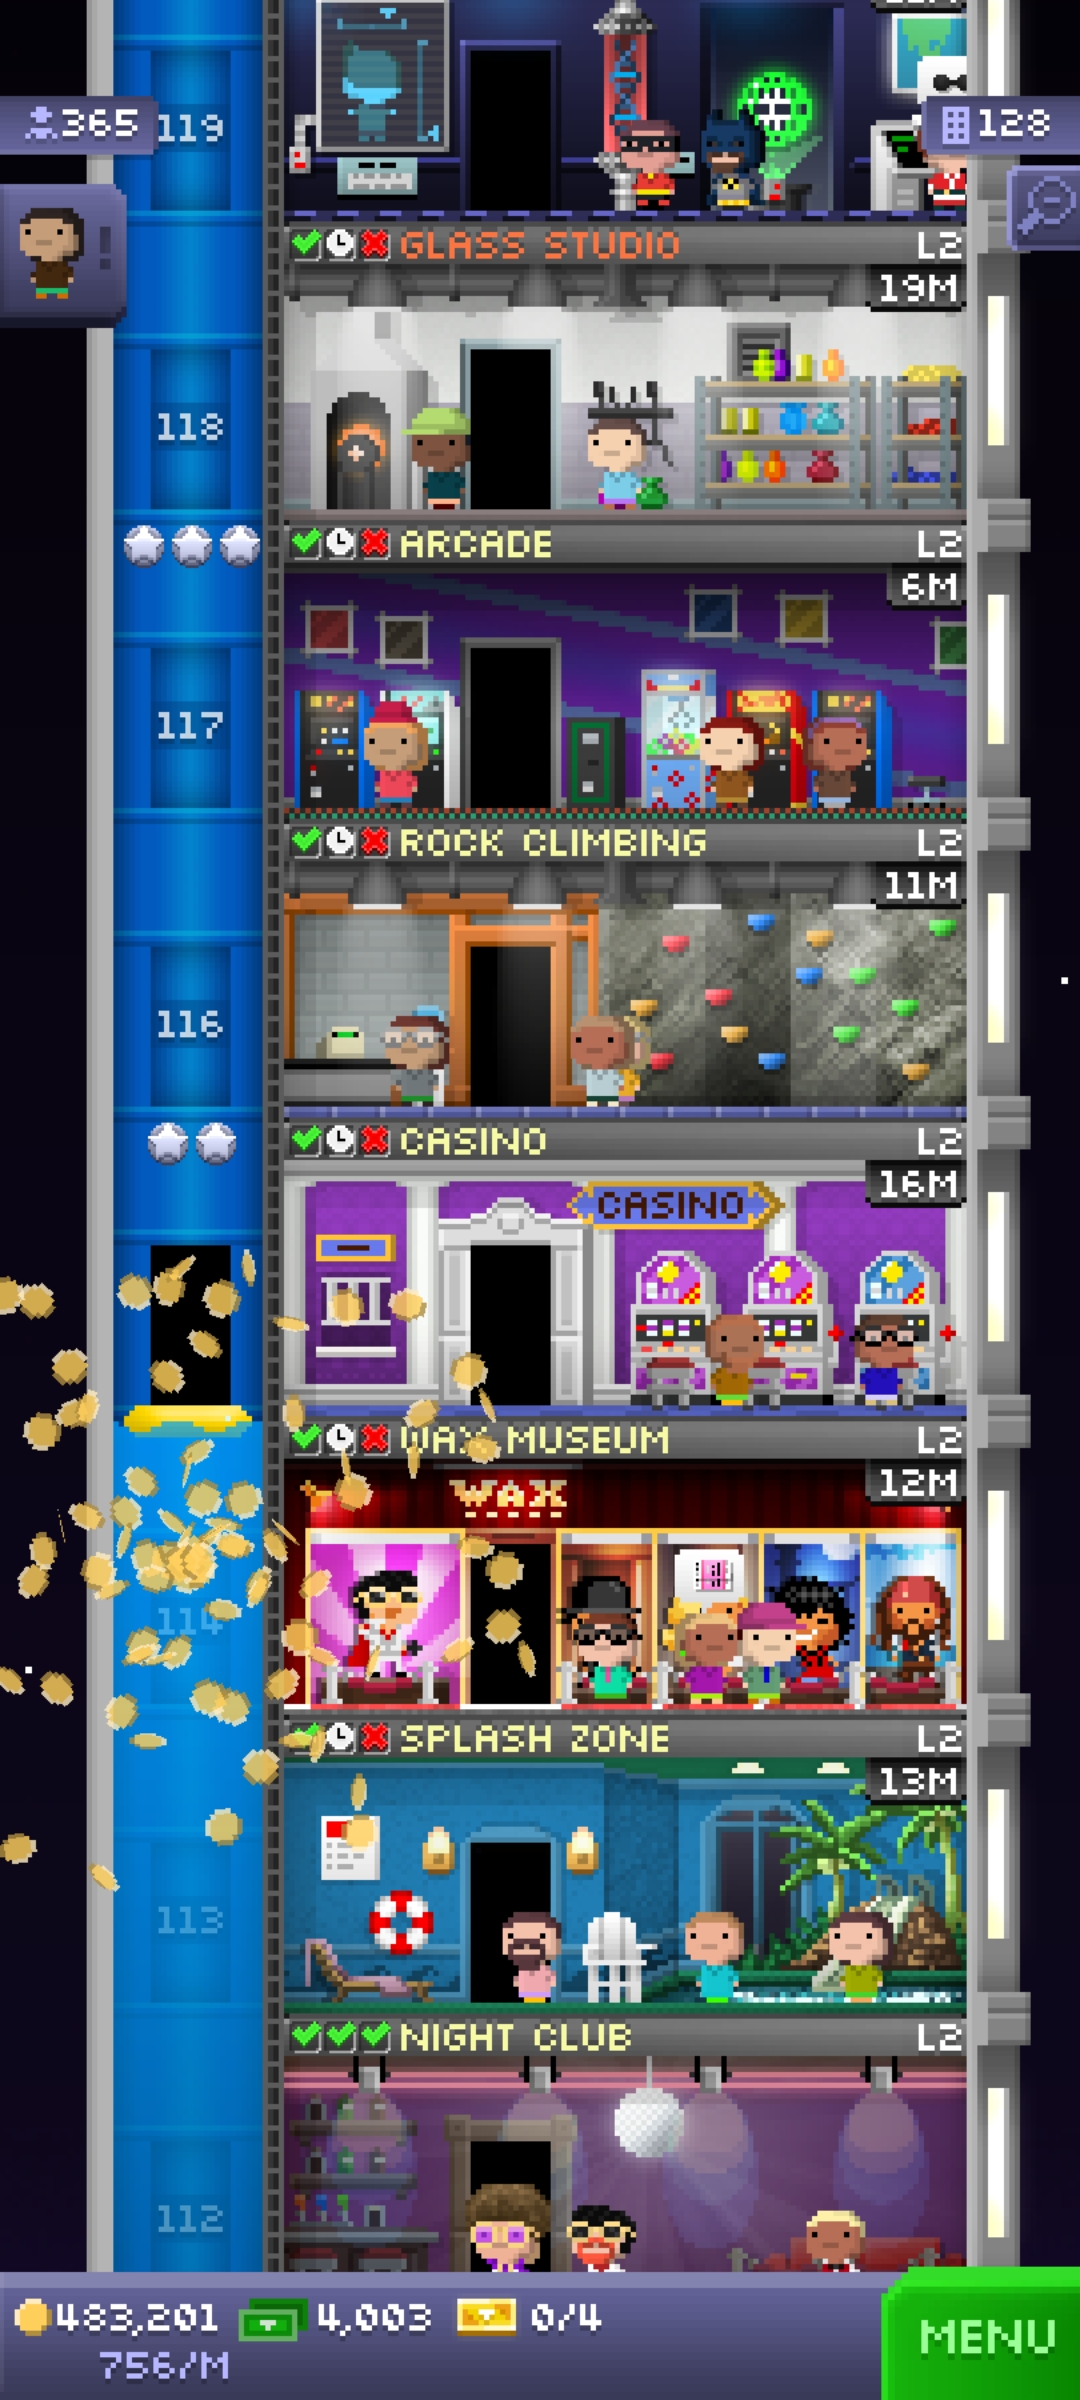 119
365
128
GLASS STUDIO L2
19M
118
ARCADE L2
6M
117
ROCK CLIMBING L2
11M
116
CASINO L2
16M
CASINO
WAX MUSEUM L2
12M
WAX
114
SPLASH ZONE L2
13M
113
NIGHT CLUB L2
112
483,201 4,003 0/4
756/M
MENU